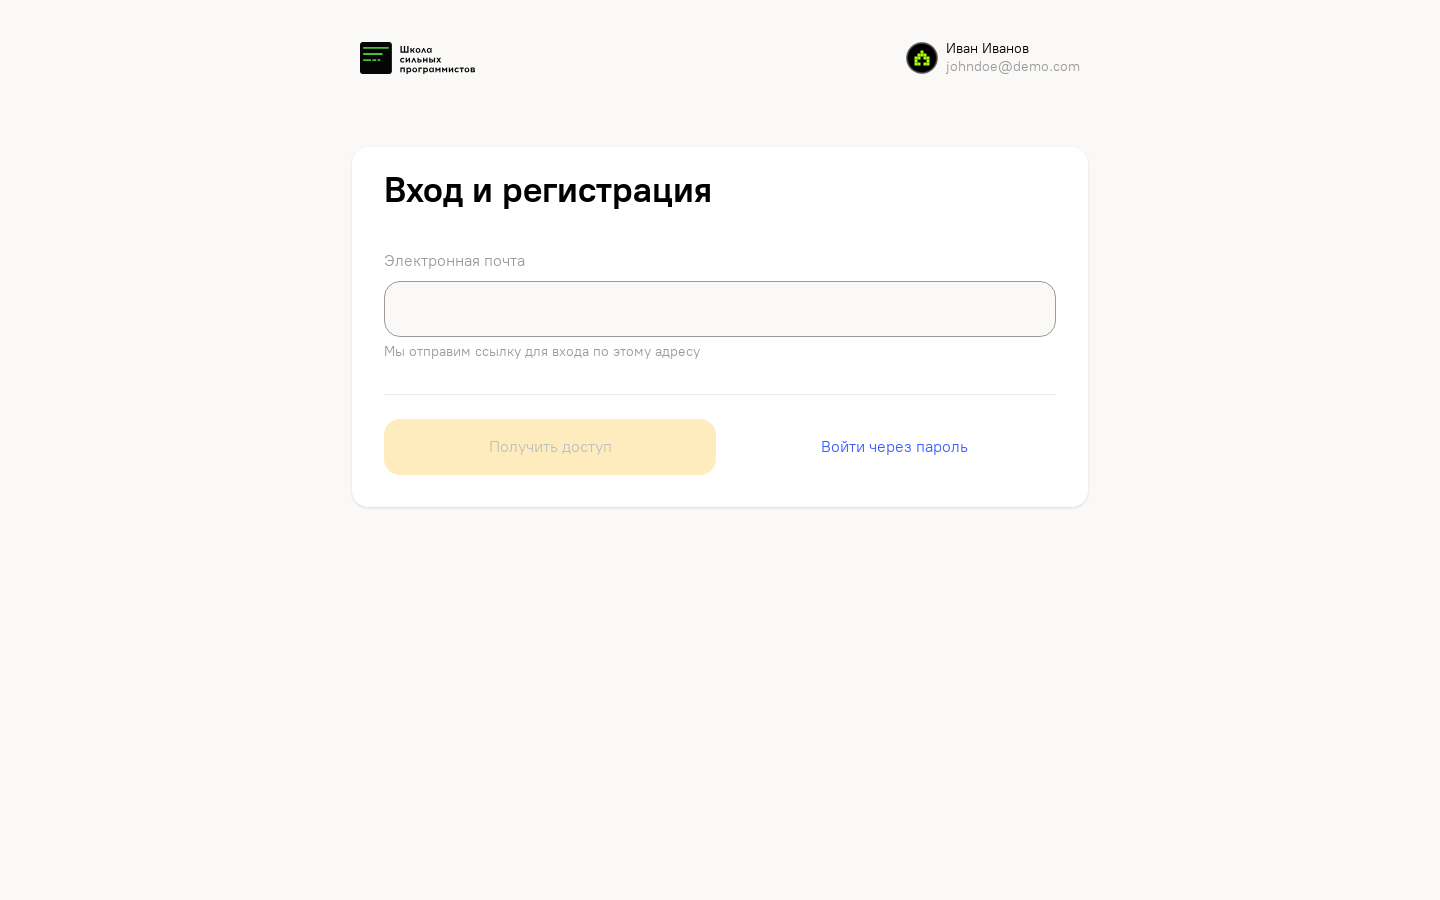 Школа
сильных
программистов
Иван Иванов
johndoe@demo.com
Вход и регистрация
Электронная почта
Мы отправим ссылку для входа по этому адресу
Получить доступ
Войти через пароль